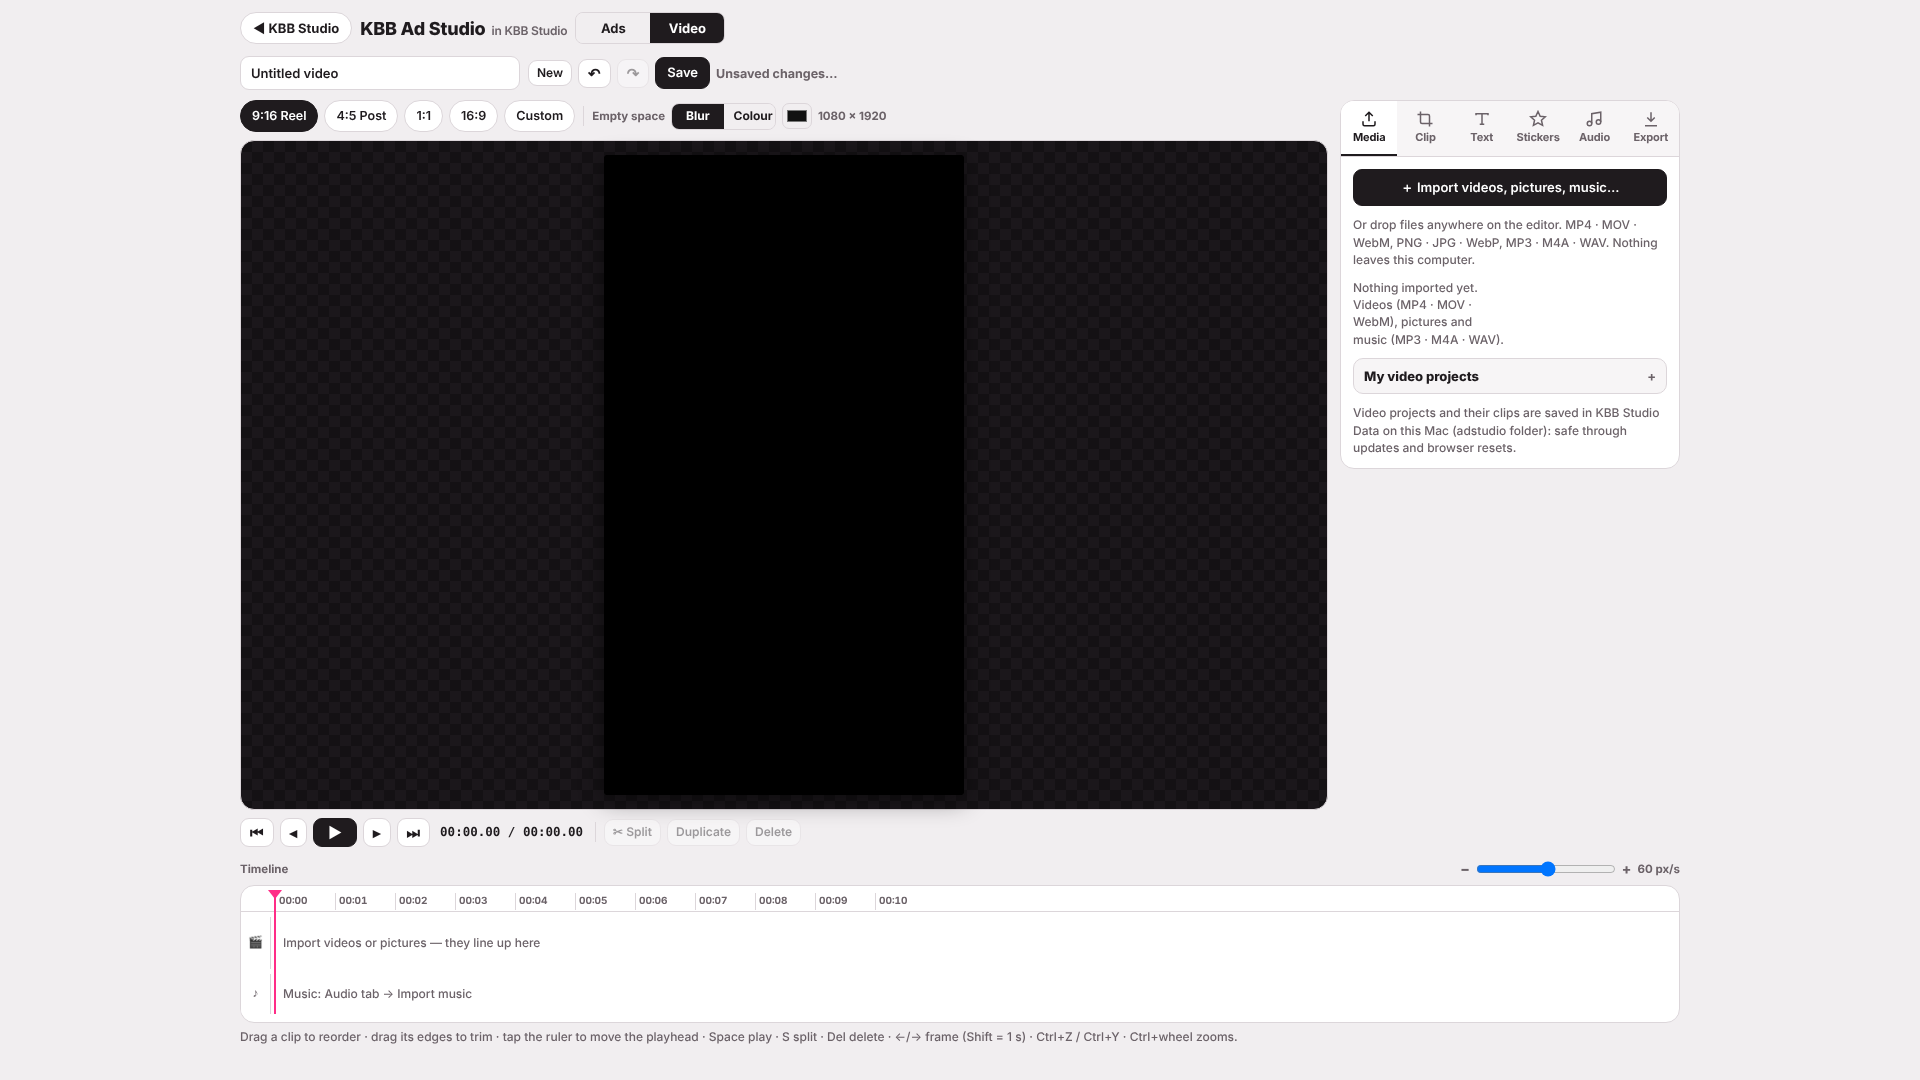 ◀ KBB Studio KBB Ad Studio in KBB Studio Ads Video
Untitled video New ↶ ↷ Save Unsaved changes...
9:16 Reel 4:5 Post 1:1 16:9 Custom Empty space Blur Colour 1080 × 1920
Media Clip Text Stickers Audio Export
+ Import videos, pictures, music...
Or drop files anywhere on the editor. MP4 · MOV ·
WebM, PNG · JPG · WebP, MP3 · M4A · WAV. Nothing
leaves this computer.
Nothing imported yet.
Videos (MP4 · MOV ·
WebM), pictures and
music (MP3 · M4A · WAV).
My video projects +
Video projects and their clips are saved in KBB Studio
Data on this Mac (adstudio folder): safe through
updates and browser resets.
00:00.00 / 00:00.00 ✂ Split Duplicate Delete
Timeline − + 60 px/s
00:00 00:01 00:02 00:03 00:04 00:05 00:06 00:07 00:08 00:09 00:10
Import videos or pictures — they line up here
♪ Music: Audio tab → Import music
Drag a clip to reorder · drag its edges to trim · tap the ruler to move the playhead · Space play · S split · Del delete · ←/→ frame (Shift = 1 s) · Ctrl+Z / Ctrl+Y · Ctrl+wheel zooms.